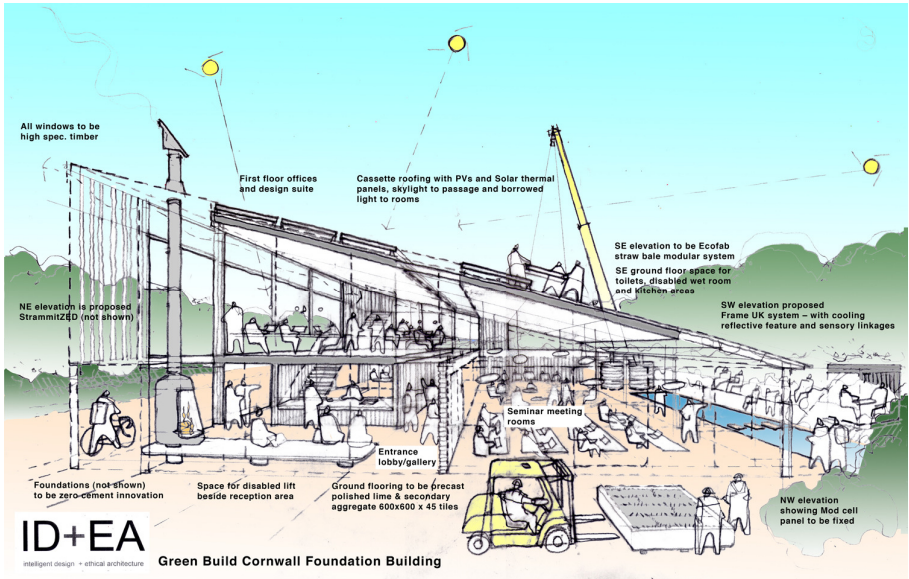 All windows to be
high spec. timber
First floor offices
and design suite
Cassette roofing with PVs and Solar thermal
panels, skylight to passage and borrowed
light to rooms
SE elevation to be Ecofab
straw bale modular system
SE ground floor space for
toilets, disabled wet room
and kitchen areas
NE elevation is proposed
StrammitZED (not shown)
SW elevation proposed
Frame UK system – with cooling
reflective feature and sensory linkages
Seminar meeting
rooms
Entrance
lobby/gallery
Foundations (not shown)
to be zero-cement innovation
Space for disabled lift
beside reception area
Ground flooring to be precast
polished lime & secondary
aggregate 600x600 x 45 tiles
NW elevation
showing Mod cell
panel to be fixed
ID+EA
intelligent design + ethical architecture
Green Build Cornwall Foundation Building